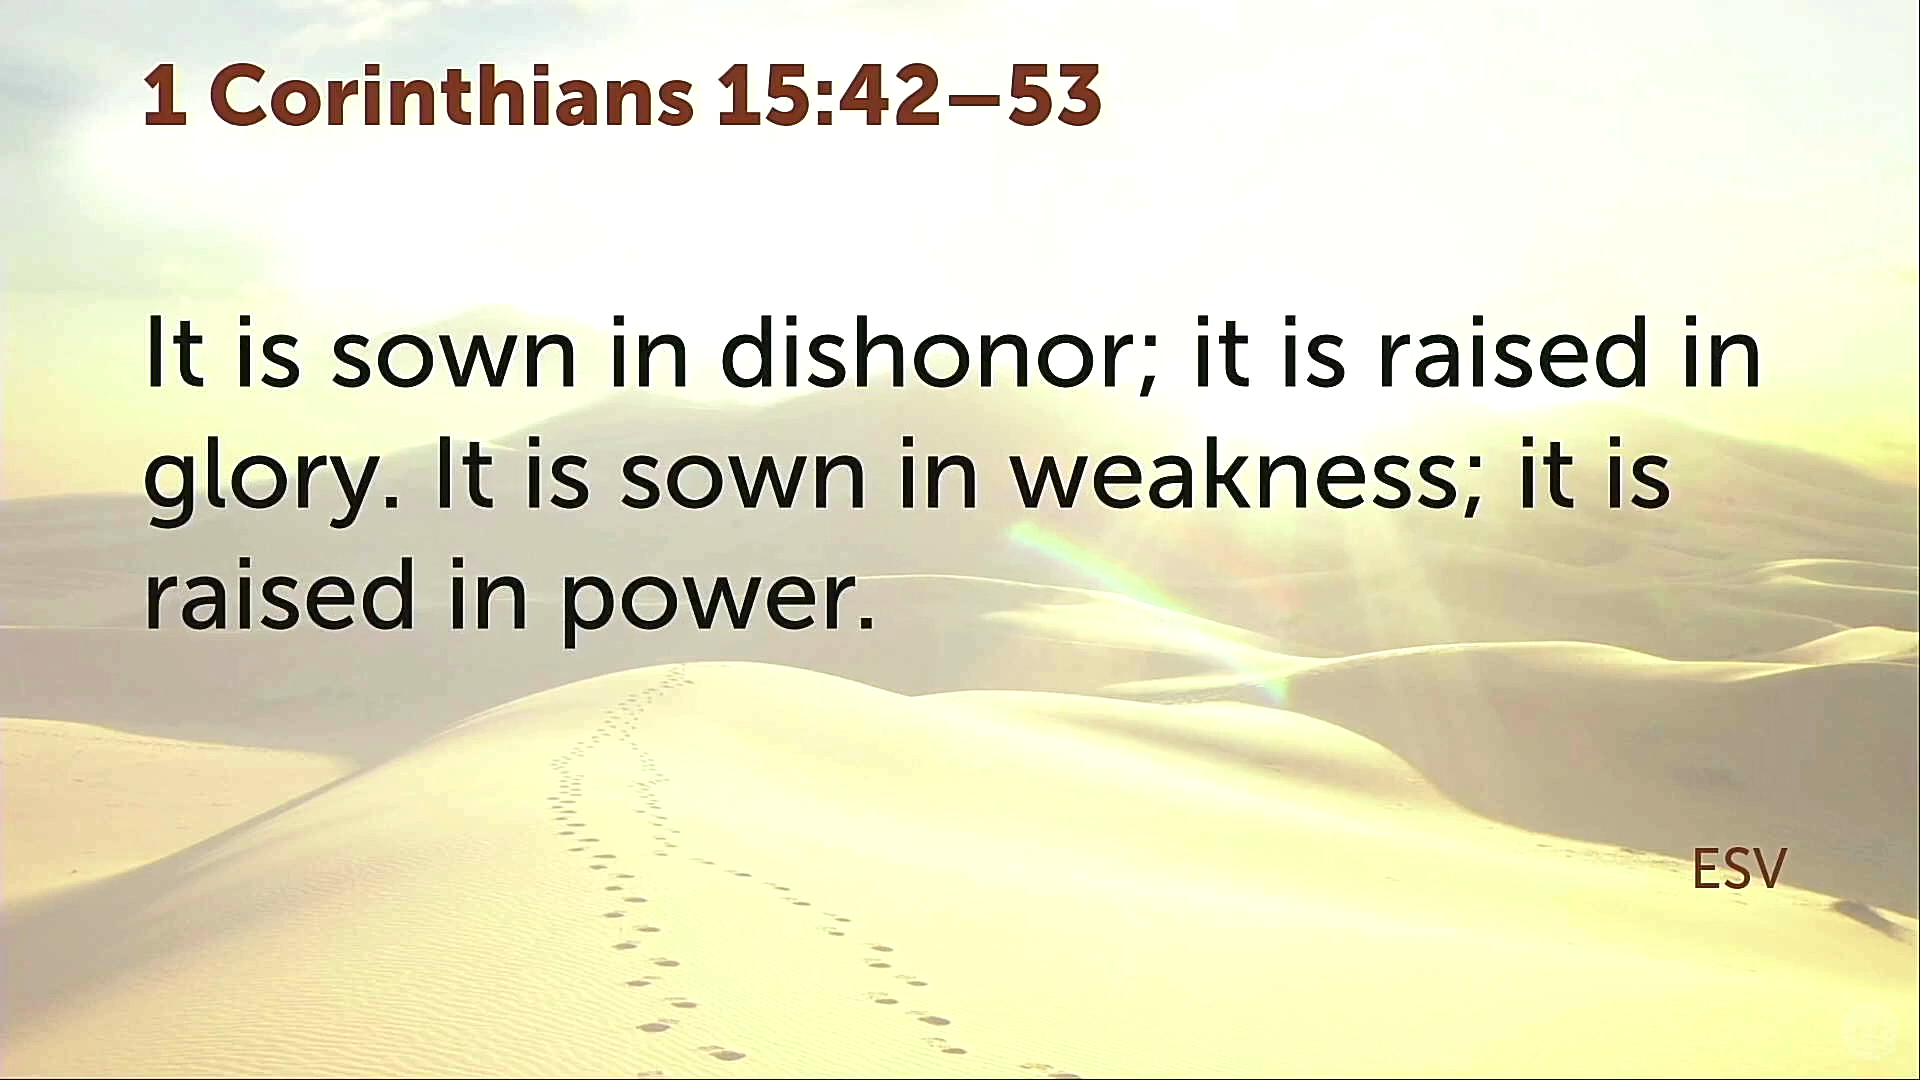 1 Corinthians 15:42–53
It is sown in dishonor; it is raised in
glory. It is sown in weakness; it is
raised in power.
ESV